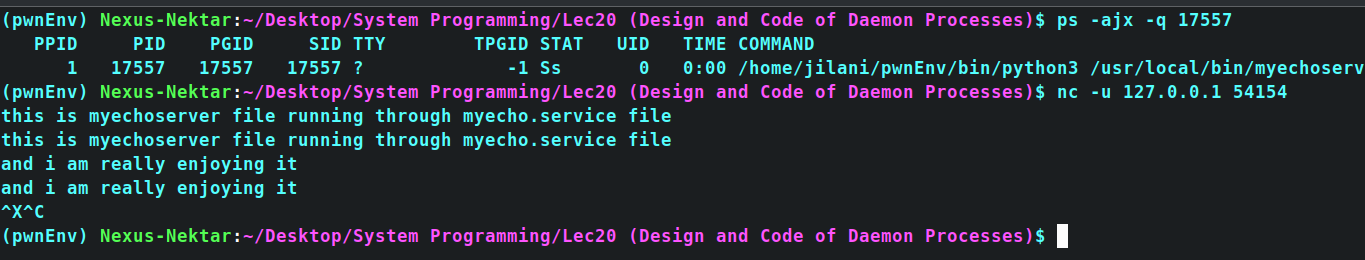 (pwnEnv) Nexus-Nektar:~/Desktop/System Programming/Lec20 (Design and Code of Daemon Processes)$ ps -ajx -q 17557
PPID PID PGID SID TTY TPGID STAT UID TIME COMMAND
1 17557 17557 17557 ? -1 Ss 0 0:00 /home/jilani/pwnEnv/bin/python3 /usr/local/bin/myechoserv
(pwnEnv) Nexus-Nektar:~/Desktop/System Programming/Lec20 (Design and Code of Daemon Processes)$ nc -u 127.0.0.1 54154
this is myechoserver file running through myecho.service file
this is myechoserver file running through myecho.service file
and i am really enjoying it
and i am really enjoying it
^X^C
(pwnEnv) Nexus-Nektar:~/Desktop/System Programming/Lec20 (Design and Code of Daemon Processes)$